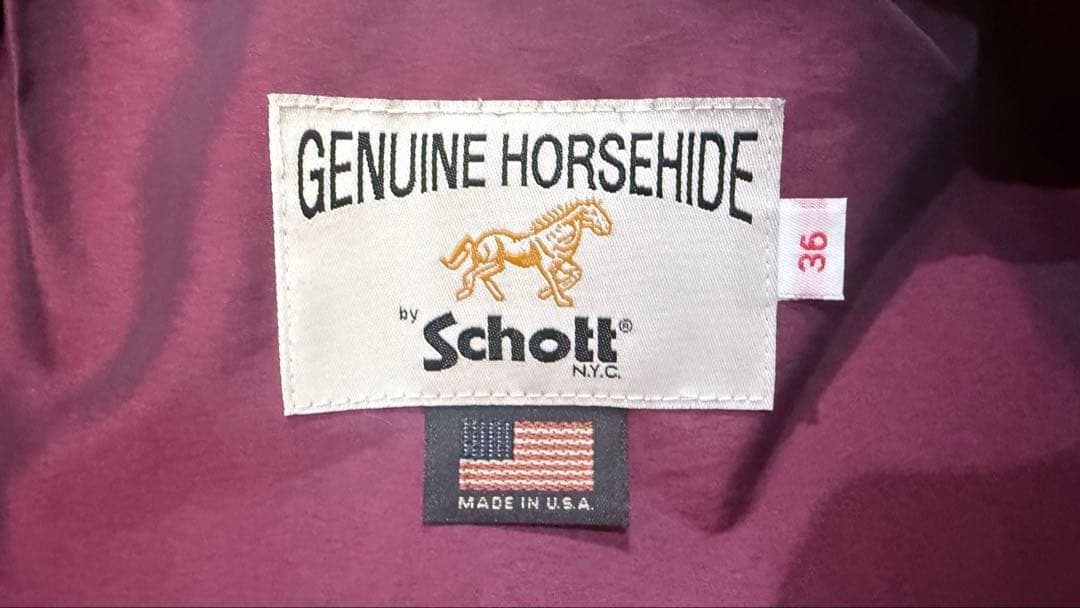 GENUINE HORSEHIDE
by
Schott®
N.Y.C.
36
MADE IN U.S.A.